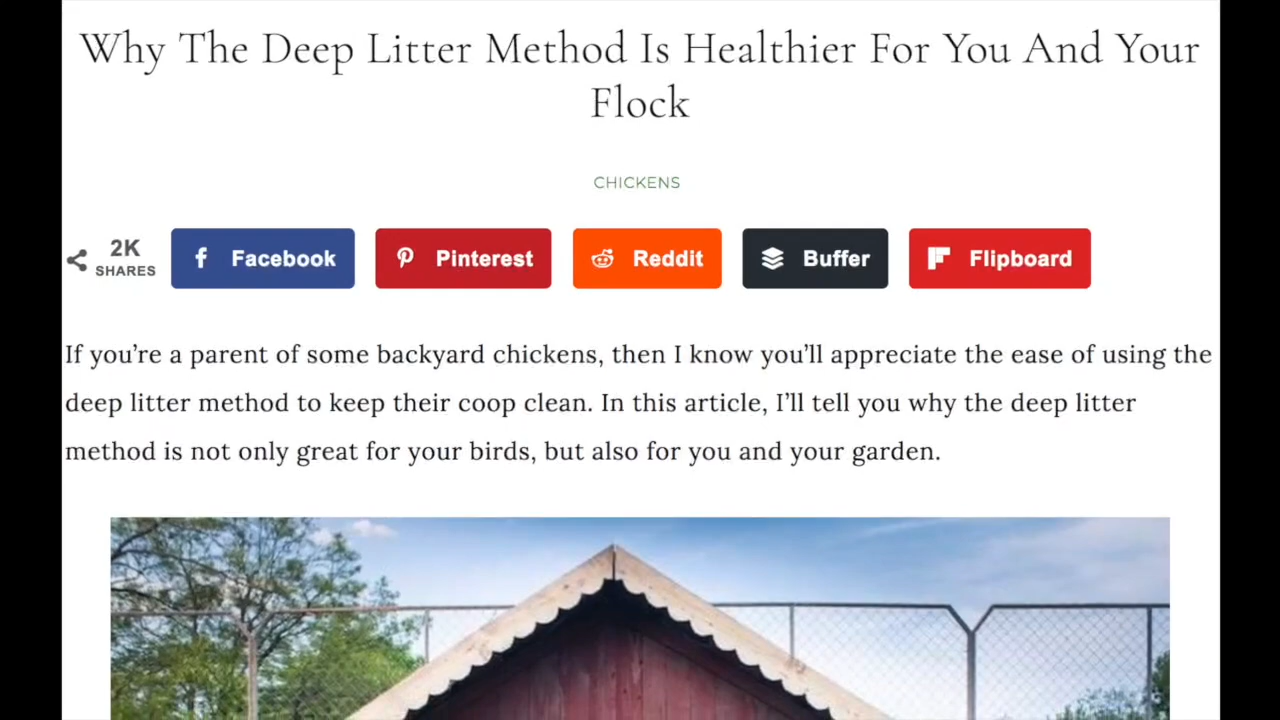 Why The Deep Litter Method Is Healthier For You And Your
Flock
CHICKENS
2K
SHARES
Facebook
Pinterest
Reddit
Buffer
Flipboard
If you’re a parent of some backyard chickens, then I know you’ll appreciate the ease of using the
deep litter method to keep their coop clean. In this article, I’ll tell you why the deep litter
method is not only great for your birds, but also for you and your garden.